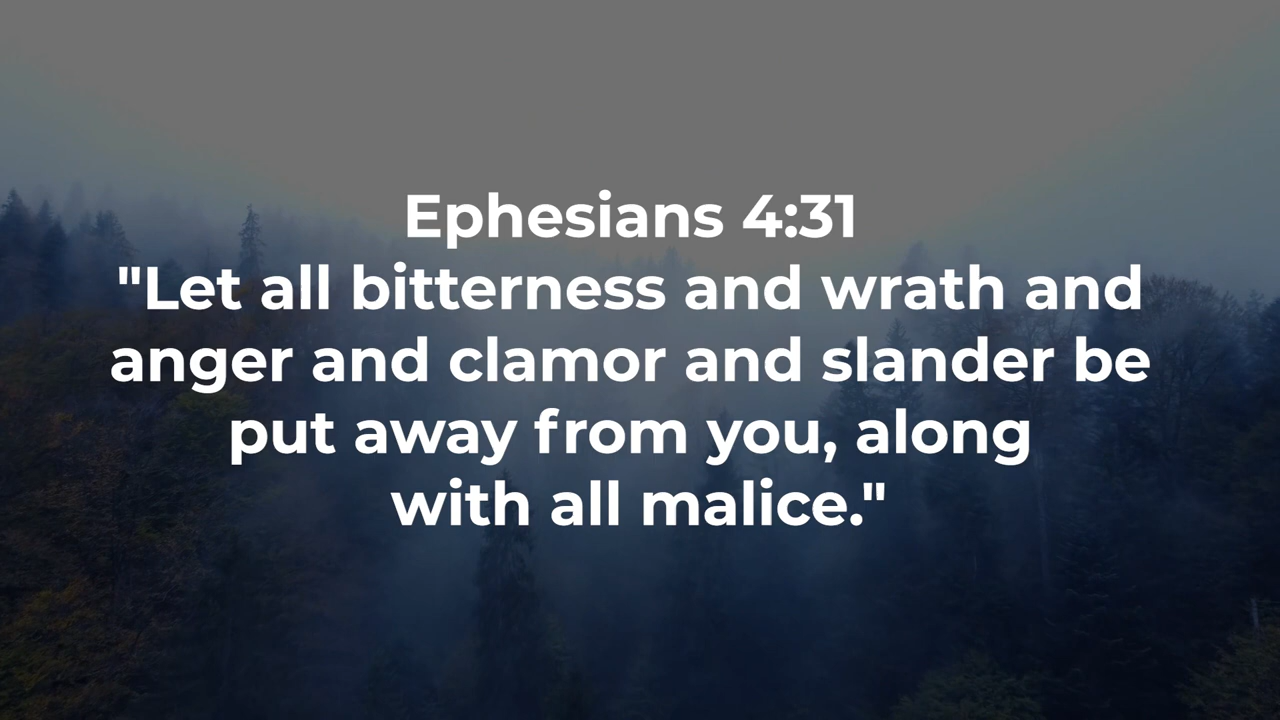 Ephesians 4:31
"Let all bitterness and wrath and
anger and clamor and slander be
put away from you, along
with all malice."